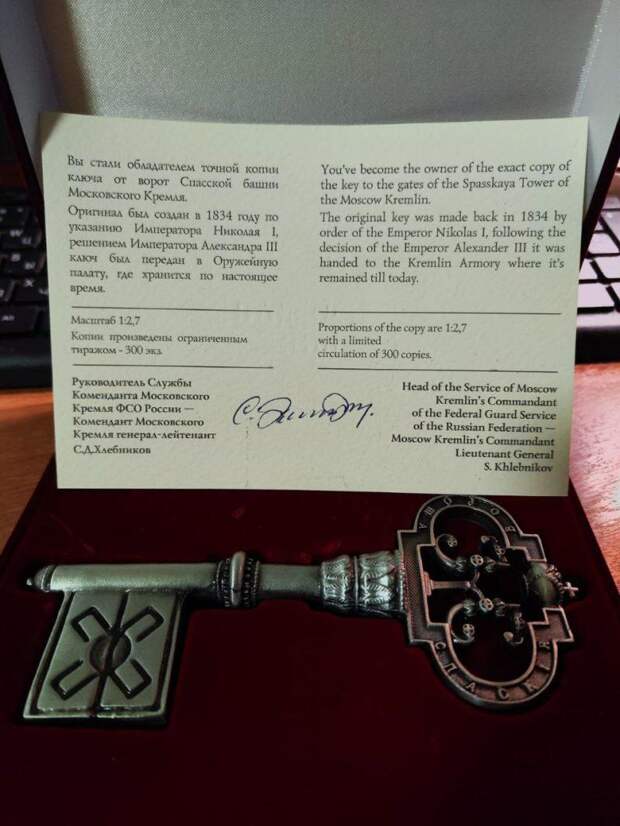 Вы стали обладателем точной копии
ключа от ворот Спасской башни
Московского Кремля.
Оригинал был создан в 1834 году по
указанию Императора Николая I,
решением Императора Александра III
ключ был передан в Оружейную
палату, где хранится по настоящее
время.
Масштаб 1:2,7
Копии произведены ограниченным
тиражом - 300 экз.
Руководитель Службы
Коменданта Московского
Кремля ФСО России —
Комендант Московского
Кремля генерал-лейтенант
С.Д.Хлебников
You've become the owner of the exact copy of
the key to the gates of the Spasskaya Tower of
the Moscow Kremlin.
The original key was made back in 1834 by
order of the Emperor Nikolas I, following the
decision of the Emperor Alexander III it was
handed to the Kremlin Armory where it's
remained till today.
Proportions of the copy are 1:2,7
with a limited
circulation of 300 copies.
Head of the Service of Moscow
Kremlin's Commandant
of the Federal Guard Service
of the Russian Federation —
Moscow Kremlin's Commandant
Lieutenant General
S. Khlebnikov